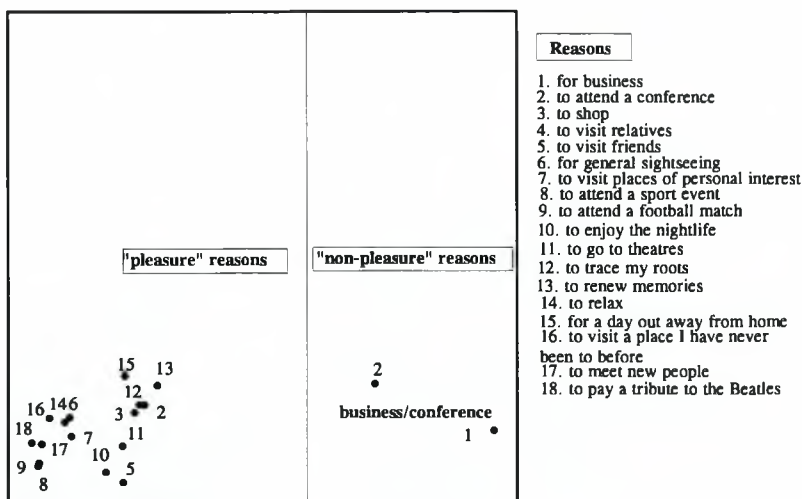 Reasons
1. for business
2. to attend a conference
3. to shop
4. to visit relatives
5. to visit friends
6. for general sightseeing
7. to visit places of personal interest
8. to attend a sport event
9. to attend a football match
10. to enjoy the nightlife
11. to go to theatres
12. to trace my roots
13. to renew memories
14. to relax
15. for a day out away from home
16. to visit a place I have never
been to before
17. to meet new people
18. to pay a tribute to the Beatles
"pleasure" reasons
"non-pleasure" reasons
15 13
2
12
3 2
business/conference
16 14 6
1
18 17 7 11
9 10
8 5